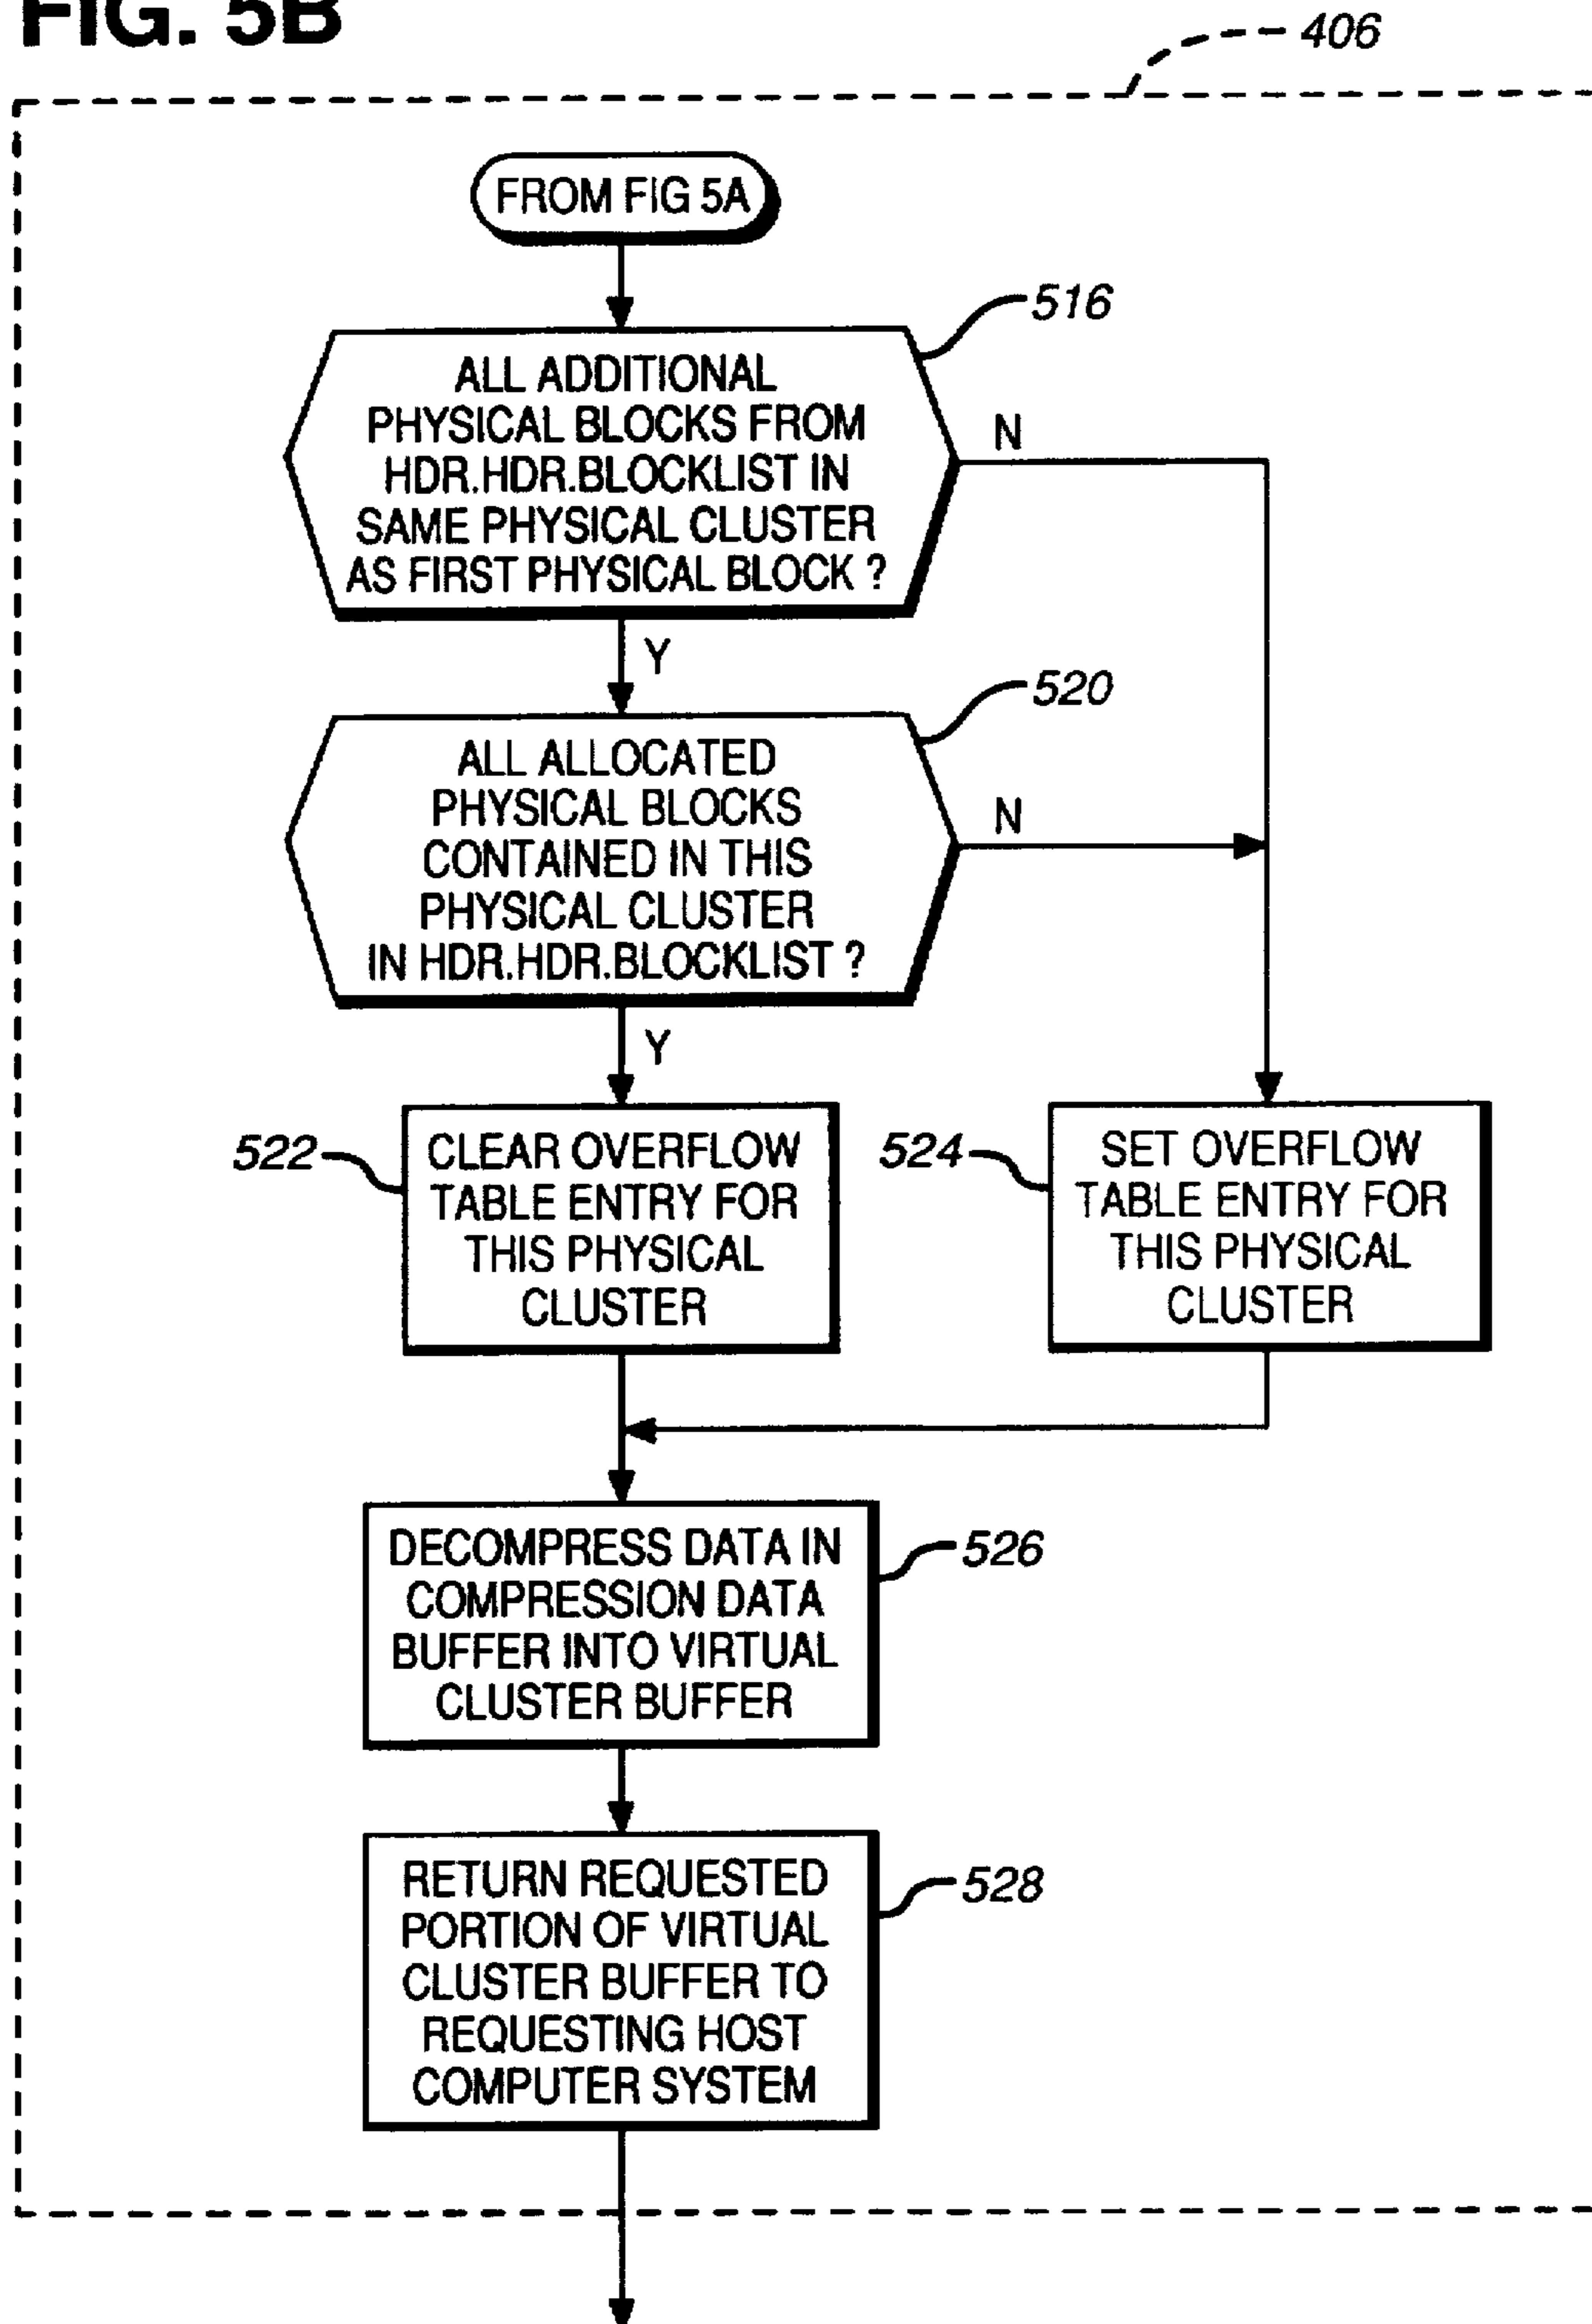 FIG. 5B
406
FROM FIG 5A
516
ALL ADDITIONAL
PHYSICAL BLOCKS FROM
HDR.HDR.BLOCKLIST IN
SAME PHYSICAL CLUSTER
AS FIRST PHYSICAL BLOCK ?
N
Y
520
ALL ALLOCATED
PHYSICAL BLOCKS
CONTAINED IN THIS
PHYSICAL CLUSTER
IN HDR.HDR.BLOCKLIST ?
N
Y
522
CLEAR OVERFLOW
TABLE ENTRY FOR
THIS PHYSICAL
CLUSTER
524
SET OVERFLOW
TABLE ENTRY FOR
THIS PHYSICAL
CLUSTER
DECOMPRESS DATA IN
COMPRESSION DATA
BUFFER INTO VIRTUAL
CLUSTER BUFFER
526
RETURN REQUESTED
PORTION OF VIRTUAL
CLUSTER BUFFER TO
REQUESTING HOST
COMPUTER SYSTEM
528